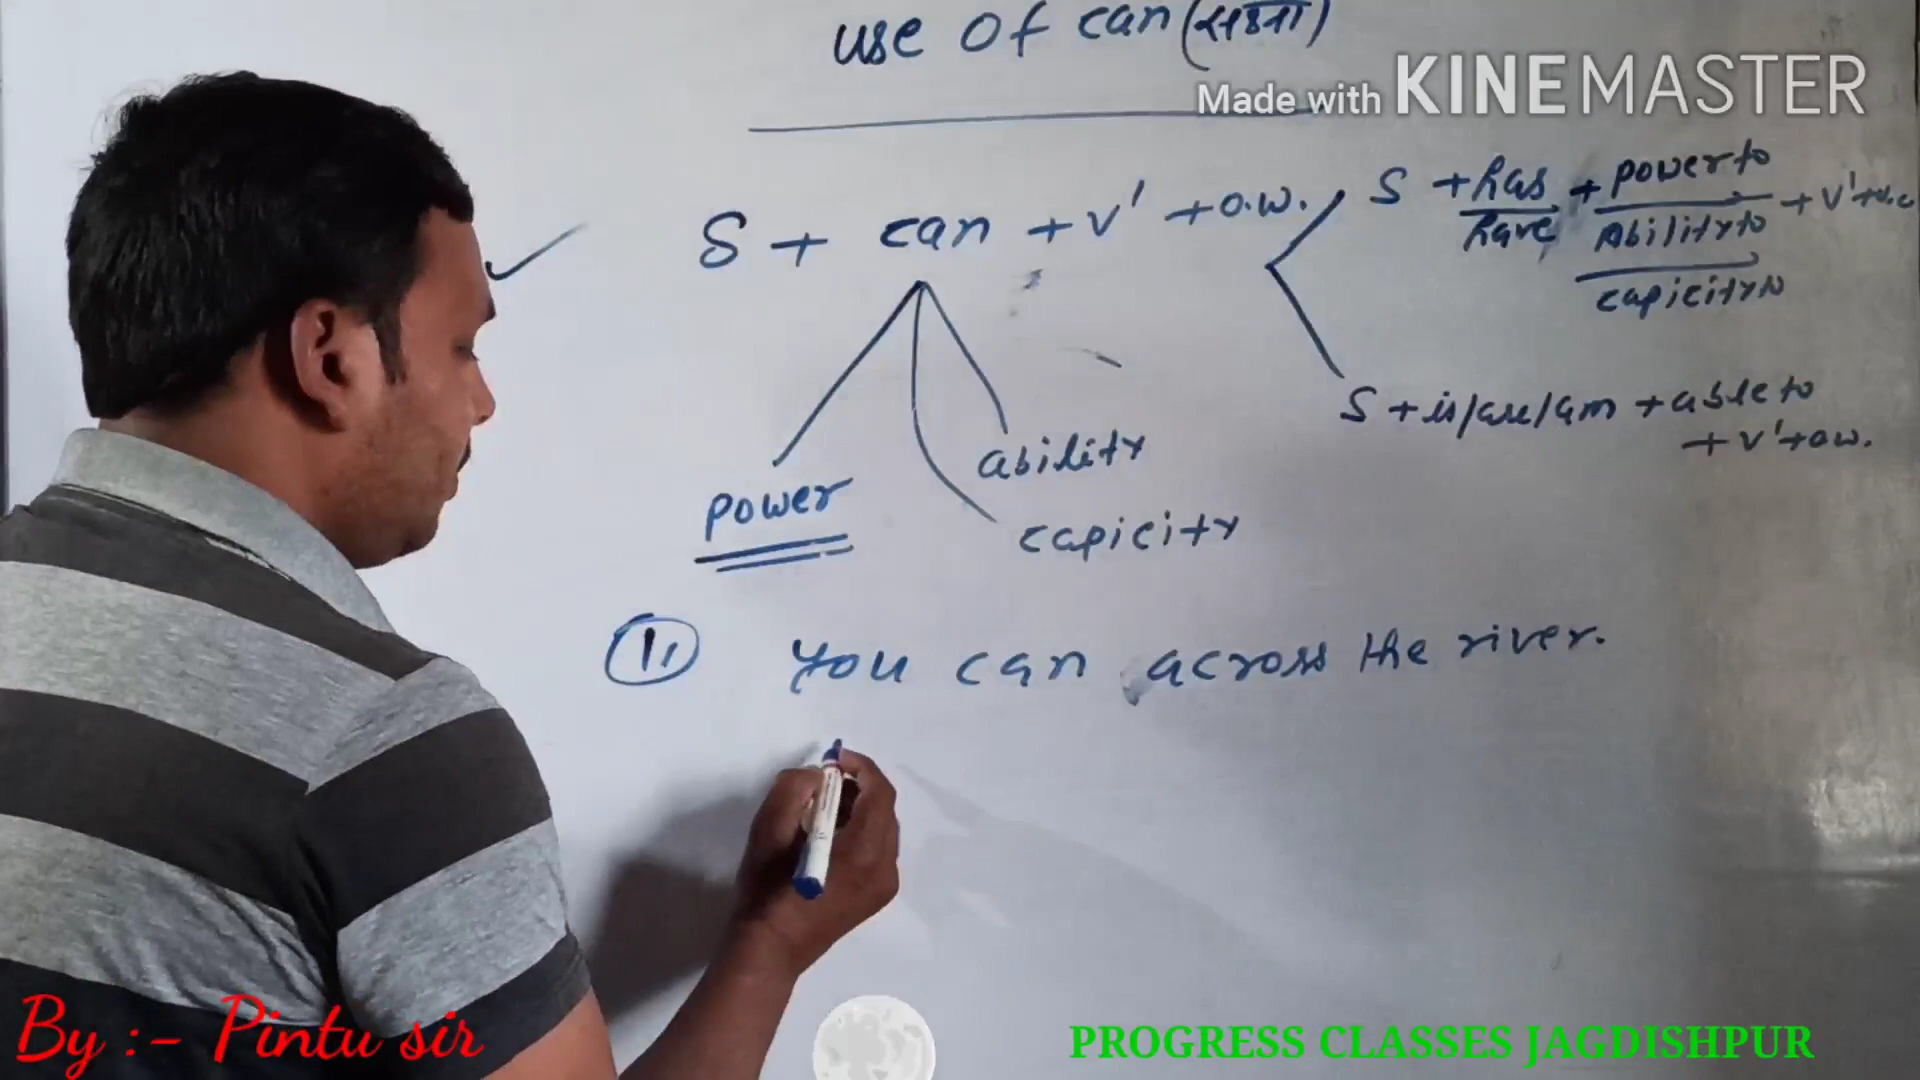 use of can (सकना)
Made with KINEMASTER
S + can + v' + o.w.
S + has + power to + v' + o.w
have Ability to
capicity to
S + is/are/am + able to
+ v' + ow.
power
ability
capicity
1. You can across the river.
By :- Pintu sir
PROGRESS CLASSES JAGDISHPUR